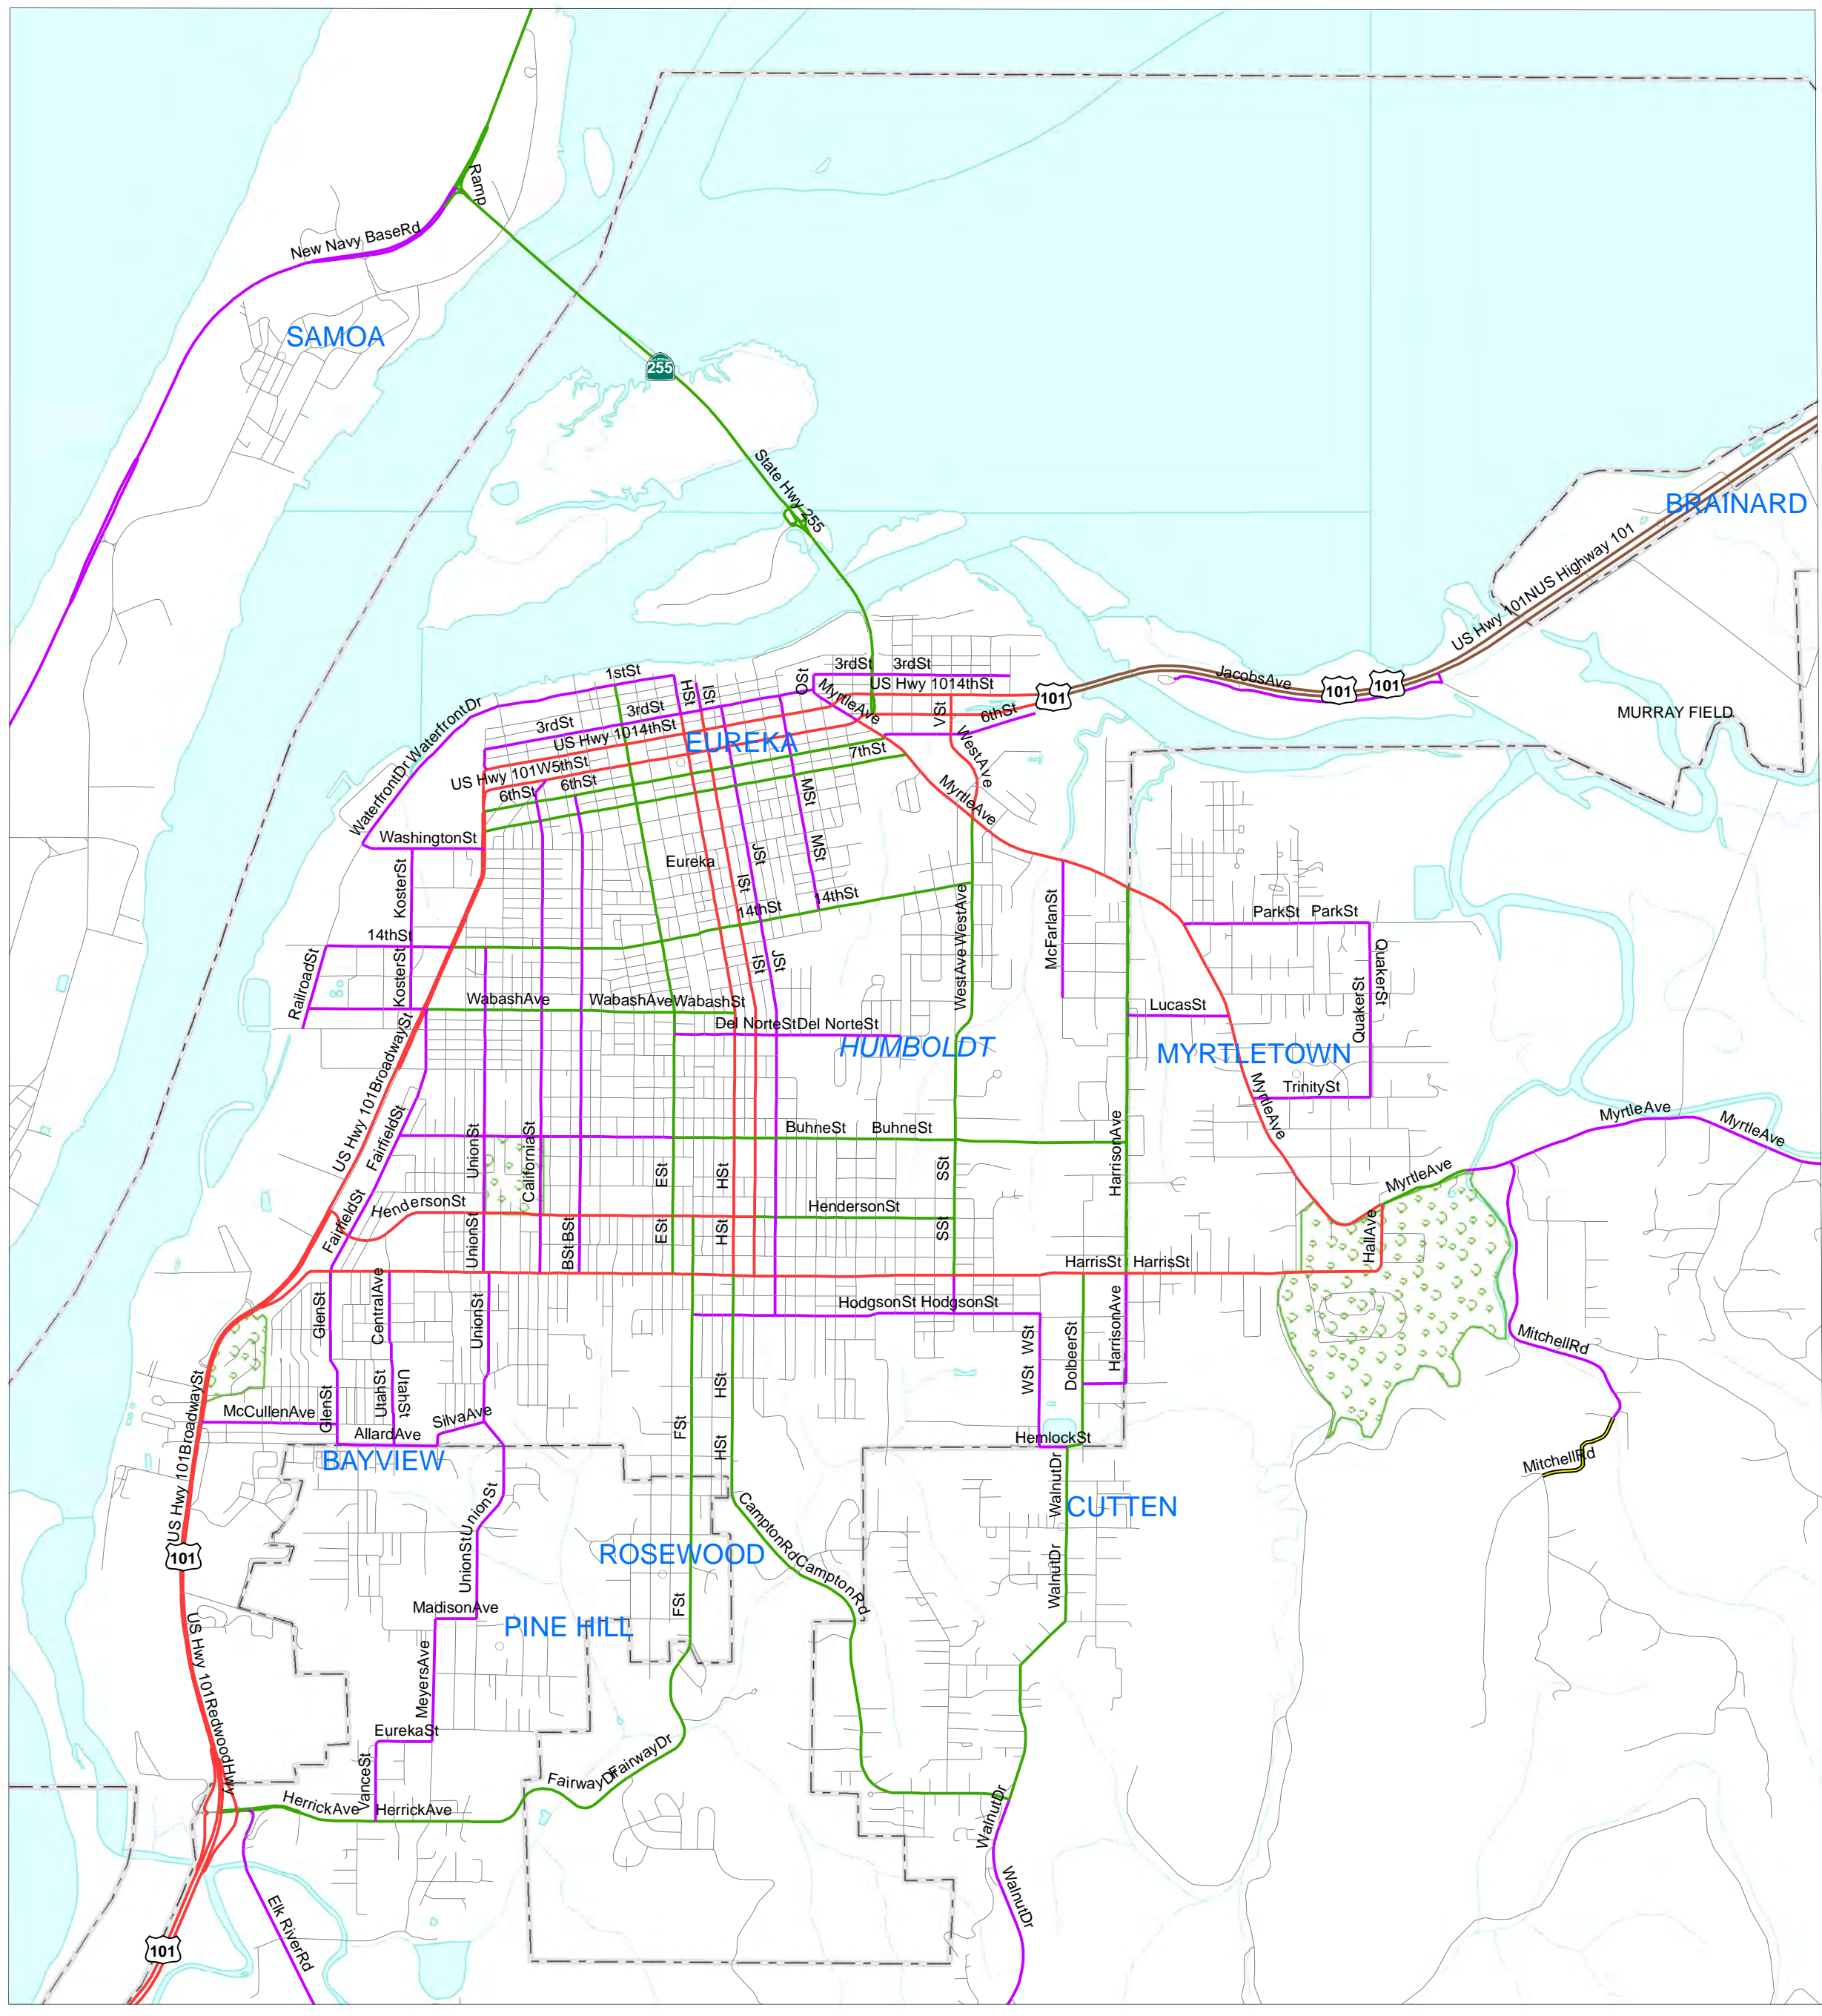 Ramp
New Navy BaseRd
SAMOA
255
State Hwy 255
BRAINARD
US Hwy 101NUS Highway 101
JacobsAve
101
101
101
MURRAY FIELD
1stSt
HSt
ISt
OSt
3rdSt
3rdSt
US Hwy 1014thSt
MyrtleAve
VSt
6thSt
WestAve
WaterfrontDr
WaterfrontDr
3rdSt
3rdSt
US Hwy 1014thSt
EUREKA
7thSt
US Hwy 101W5thSt
6thSt
6thSt
MSt
MyrtleAve
WashingtonSt
KosterSt
Eureka
JSt
MSt
ISt
14thSt
14thSt
WestAve
WestAve
McFarlanSt
ParkSt
ParkSt
QuakerSt
QuakerSt
14thSt
RailroadSt
KosterSt
ISt
JSt
WabashAve
WabashAve
WabashSt
LucasSt
Del NorteSt
Del NorteSt
HUMBOLDT
MYRTLETOWN
TrinitySt
MyrtleAve
MyrtleAve
MyrtleAve
MyrtleAve
US Hwy 101BroadwaySt
FairfieldSt
UnionSt
CaliforniaSt
BuhneSt
BuhneSt
HarrisonAve
ESt
HSt
SSt
HendersonSt
HendersonSt
FairfieldSt
UnionSt
BSt
BSt
ESt
HSt
SSt
HallAve
HarrisSt
HarrisSt
GlenSt
CentralAve
UnionSt
HodgsonSt
HodgsonSt
WSt
WSt
DolbeerSt
HarrisonAve
MitchellRd
MitchellRd
US Hwy 101BroadwaySt
McCullenAve
GlenSt
UtahSt
UtahSt
SilvaAve
AllardAve
BAYVIEW
HSt
HSt
FSt
HemlockSt
WalnutDr
CUTTEN
WalnutDr
UnionSt
UnionSt
CamptonRd
CamptonRd
ROSEWOOD
FSt
101
MadisonAve
PINE HILL
MeyersAve
US Hwy 101RedwoodHwy
EurekaSt
VanceSt
FairwayDr
FairwayDr
HerrickAve
HerrickAve
WalnutDr
WalnutDr
Elk RiverRd
101